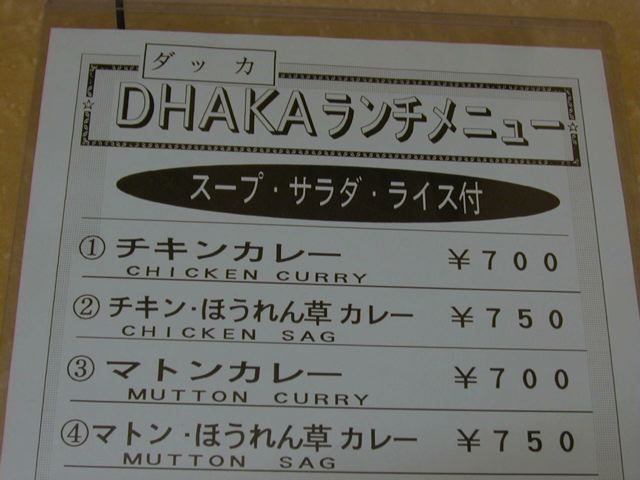 ダッカ
DHAKAランチメニュー
スープ・サラダ・ライス付
①チキンカレー ￥７００
CHICKEN CURRY
②チキン・ほうれん草カレー ￥７５０
CHICKEN SAG
③マトンカレー ￥７００
MUTTON CURRY
④マトン・ほうれん草カレー ￥７５０
MUTTON SAG